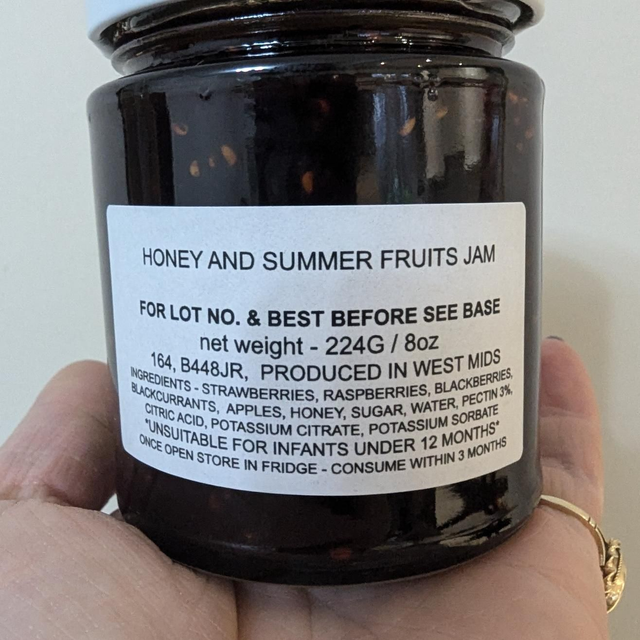 HONEY AND SUMMER FRUITS JAM
FOR LOT NO. & BEST BEFORE SEE BASE
net weight - 224G / 8oz
164, B448JR, PRODUCED IN WEST MIDS
INGREDIENTS - STRAWBERRIES, RASPBERRIES, BLACKBERRIES,
BLACKCURRANTS, APPLES, HONEY, SUGAR, WATER, PECTIN 3%,
CITRIC ACID, POTASSIUM CITRATE, POTASSIUM SORBATE
*UNSUITABLE FOR INFANTS UNDER 12 MONTHS*
ONCE OPEN STORE IN FRIDGE - CONSUME WITHIN 3 MONTHS